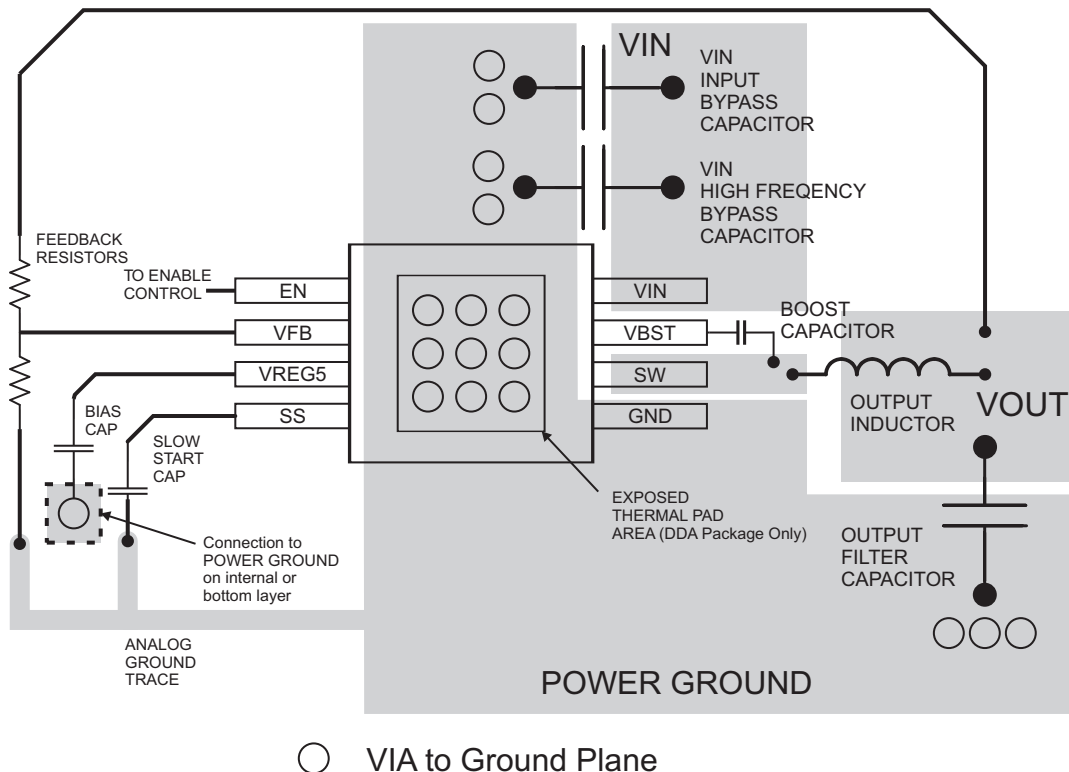 VIN
VIN
INPUT
BYPASS
CAPACITOR
VIN
HIGH FREQENCY
BYPASS
CAPACITOR
FEEDBACK
RESISTORS
TO ENABLE
CONTROL
EN
VFB
VREG5
SS
VIN
VBST
SW
GND
BOOST
CAPACITOR
OUTPUT
INDUCTOR
VOUT
BIAS
CAP
SLOW
START
CAP
EXPOSED
THERMAL PAD
AREA (DDA Package Only)
Connection to
POWER GROUND
on internal or
bottom layer
OUTPUT
FILTER
CAPACITOR
ANALOG
GROUND
TRACE
POWER GROUND
VIA to Ground Plane